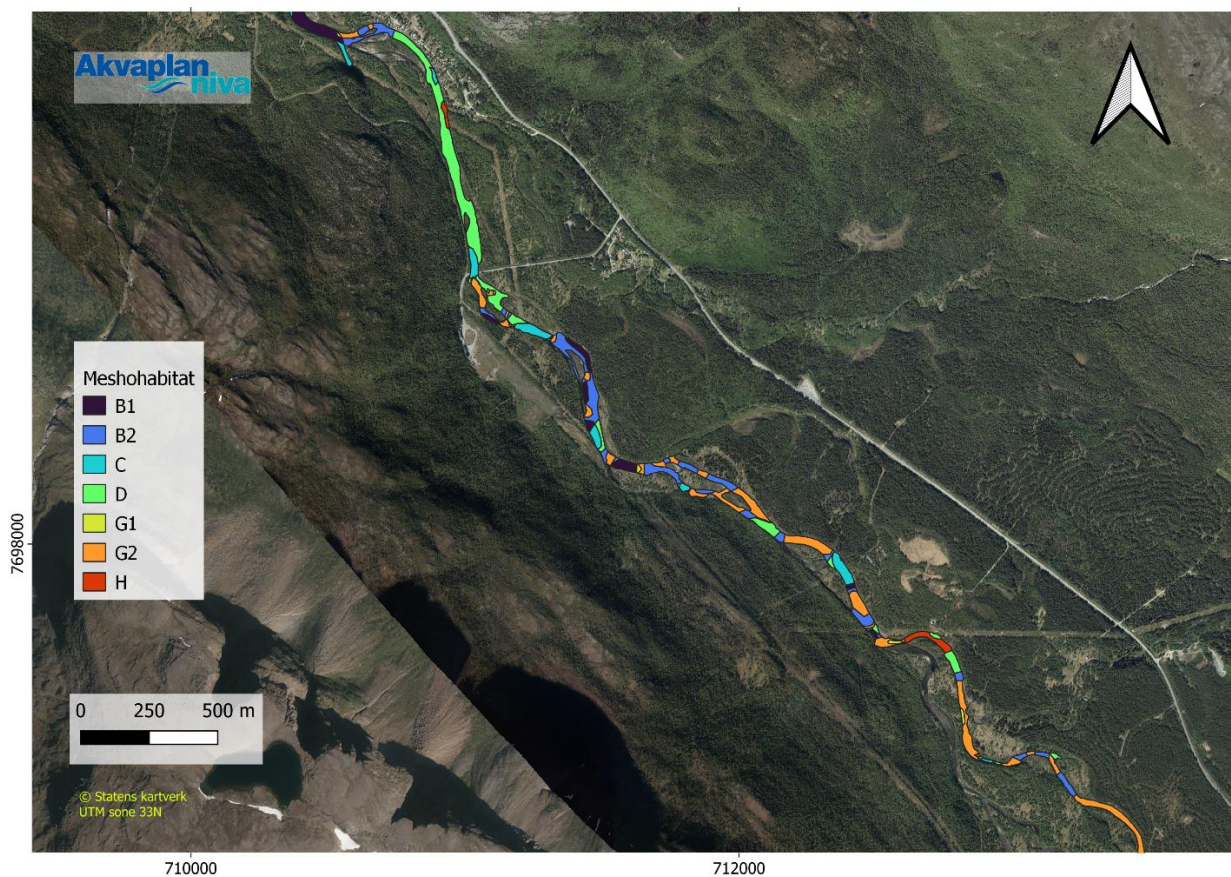 Akvaplan
niva
Meshohabitat
B1
B2
C
D
G1
G2
H
7698000
0 250 500 m
© Statens kartverk
UTM sone 33N
710000 712000